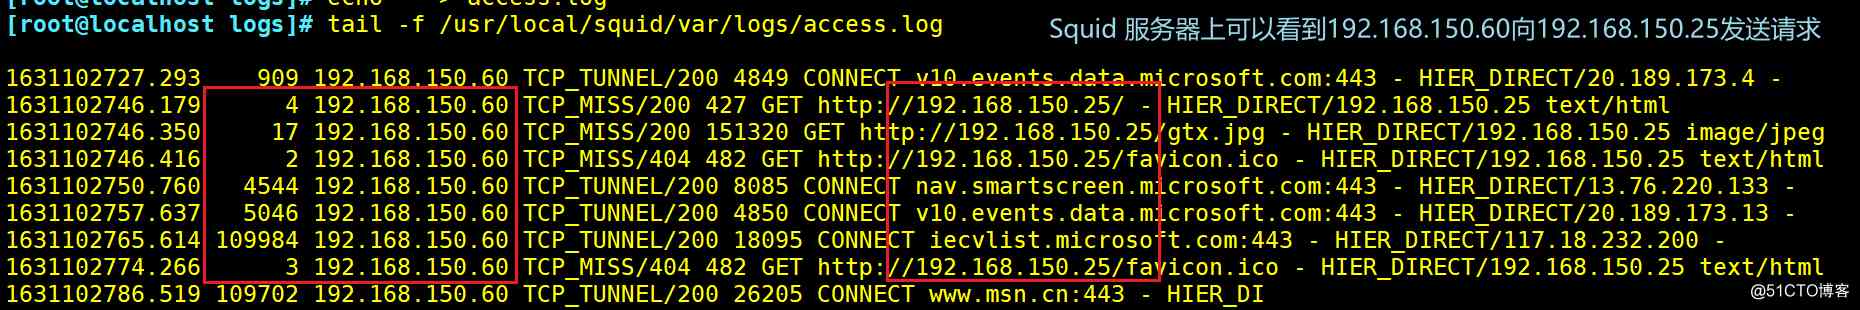 [root@localhost logs]# echo "" > access.log
[root@localhost logs]# tail -f /usr/local/squid/var/logs/access.log
Squid 服务器上可以看到192.168.150.60向192.168.150.25发送请求
1631102727.293    909 192.168.150.60 TCP_TUNNEL/200 4849 CONNECT v10.events.data.microsoft.com:443 - HIER_DIRECT/20.189.173.4 -
1631102746.179      4 192.168.150.60 TCP_MISS/200 427 GET http://192.168.150.25/ - HIER_DIRECT/192.168.150.25 text/html
1631102746.350     17 192.168.150.60 TCP_MISS/200 151320 GET http://192.168.150.25/gtx.jpg - HIER_DIRECT/192.168.150.25 image/jpeg
1631102746.416      2 192.168.150.60 TCP_MISS/404 482 GET http://192.168.150.25/favicon.ico - HIER_DIRECT/192.168.150.25 text/html
1631102750.760   4544 192.168.150.60 TCP_TUNNEL/200 8085 CONNECT nav.smartscreen.microsoft.com:443 - HIER_DIRECT/13.76.220.133 -
1631102757.637   5046 192.168.150.60 TCP_TUNNEL/200 4850 CONNECT v10.events.data.microsoft.com:443 - HIER_DIRECT/20.189.173.13 -
1631102765.614 109984 192.168.150.60 TCP_TUNNEL/200 18095 CONNECT iecvlist.microsoft.com:443 - HIER_DIRECT/117.18.232.200 -
1631102774.266      3 192.168.150.60 TCP_MISS/404 482 GET http://192.168.150.25/favicon.ico - HIER_DIRECT/192.168.150.25 text/html
1631102786.519 109702 192.168.150.60 TCP_TUNNEL/200 26205 CONNECT www.msn.cn:443 - HIER_DI
@51CTO博客